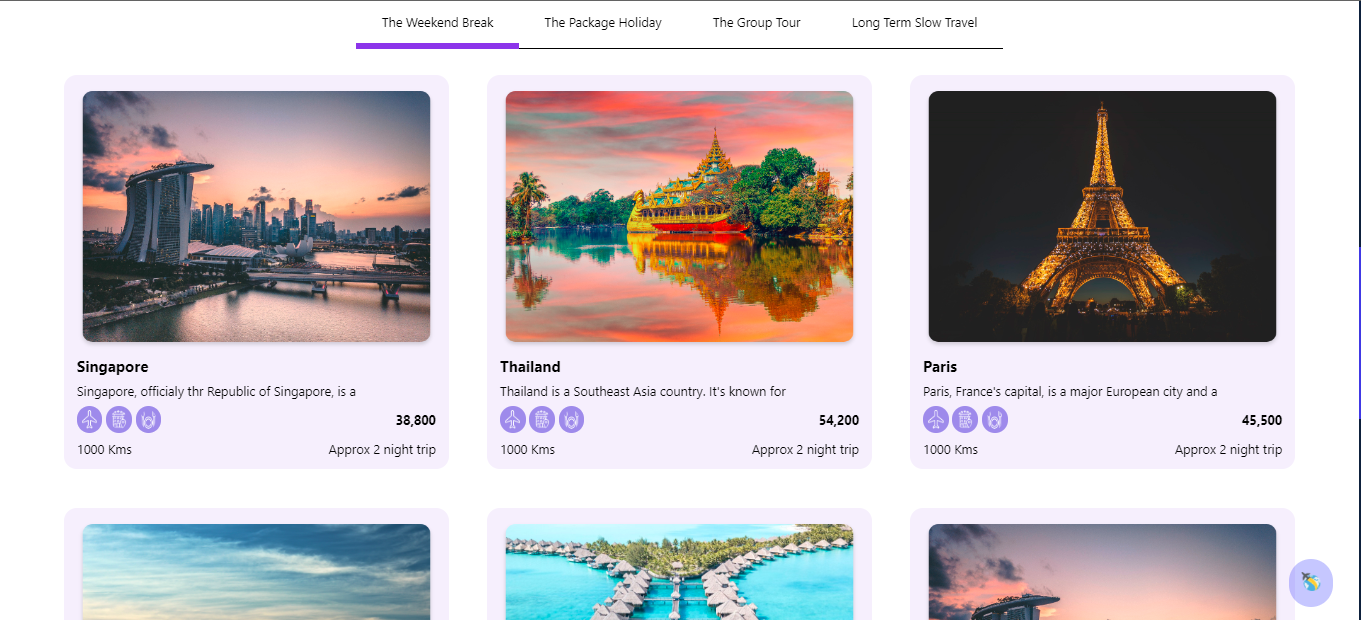 The Weekend Break
The Package Holiday
The Group Tour
Long Term Slow Travel
Singapore
Singapore, officialy thr Republic of Singapore, is a
38,800
1000 Kms
Approx 2 night trip
Thailand
Thailand is a Southeast Asia country. It's known for
54,200
1000 Kms
Approx 2 night trip
Paris
Paris, France's capital, is a major European city and a
45,500
1000 Kms
Approx 2 night trip